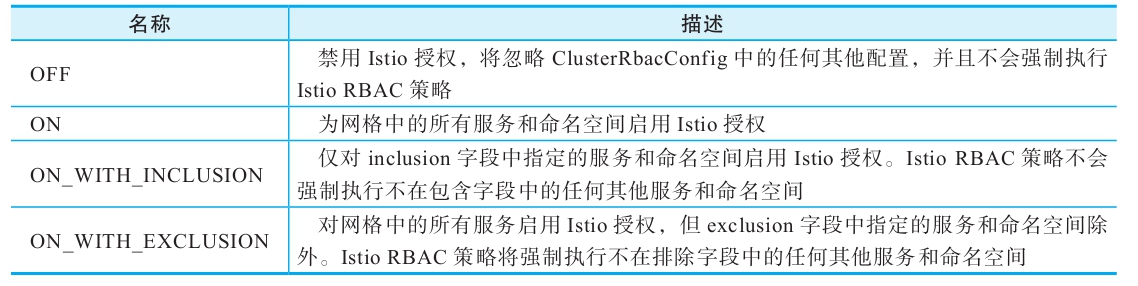 名称 描述
OFF 禁用 Istio 授权，将忽略 ClusterRbacConfig 中的任何其他配置，并且不会强制执行
Istio RBAC 策略
ON 为网格中的所有服务和命名空间启用 Istio 授权
ON_WITH_INCLUSION 仅对 inclusion 字段中指定的服务和命名空间启用 Istio 授权。Istio RBAC 策略不会
强制执行不在包含字段中的任何其他服务和命名空间
ON_WITH_EXCLUSION 对网格中的所有服务启用 Istio 授权，但 exclusion 字段中指定的服务和命名空间除
外。Istio RBAC 策略将强制执行不在排除字段中的任何其他服务和命名空间